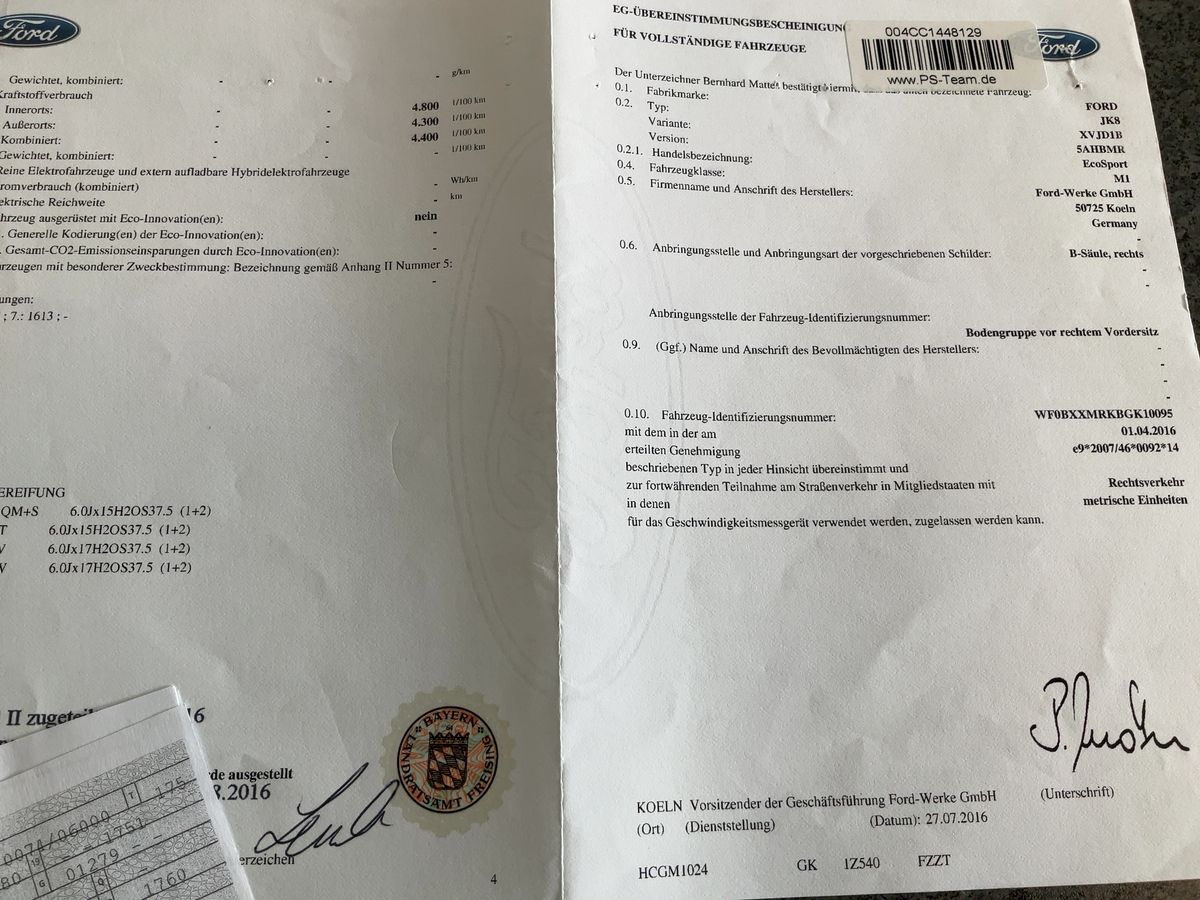 Ford
Gewichtet, kombiniert: - - - g/km
Kraftstoffverbrauch
Innerorts: - - 4.800 1/100 km
Außerorts: - - 4.300 1/100 km
Kombiniert: - - 4.400 1/100 km
Gewichtet, kombiniert: - - - 1/100 km
Reine Elektrofahrzeuge und extern aufladbare Hybridelektrofahrzeuge
romverbrauch (kombiniert) - Wh/km
ektrische Reichweite - km
hrzeug ausgerüstet mit Eco-Innovation(en): nein
. Generelle Kodierung(en) der Eco-Innovation(en): -
. Gesamt-CO2-Emissionseinsparungen durch Eco-Innovation(en): -
rzeugen mit besonderer Zweckbestimmung: Bezeichnung gemäß Anhang II Nummer 5:
-
ungen:
; 7.: 1613 ; -
EREIFUNG
QM+S 6.0Jx15H2OS37.5 (1+2)
T 6.0Jx15H2OS37.5 (1+2)
V 6.0Jx17H2OS37.5 (1+2)
V 6.0Jx17H2OS37.5 (1+2)
II 16
rde ausgestellt
8.2016
BAYERN
LANDRATSAMT FREISING
erzeichen
4
T 175
0074/06000
19 - - 1751
80 G 01279 -
9 1760
EG-ÜBEREINSTIMMUNGSBESCHEINIGUNG
FÜR VOLLSTÄNDIGE FAHRZEUGE
004CC1448129
www.PS-Team.de
Ford
Der Unterzeichner Bernhard Mattes bestätigt hiermit, bezeichnete Fahrzeug:
0.1. Fabrikmarke: FORD
0.2. Typ: JK8
Variante: XVJD1B
Version: 5AHBMR
0.2.1. Handelsbezeichnung: EcoSport
0.4. Fahrzeugklasse: M1
0.5. Firmenname und Anschrift des Herstellers: Ford-Werke GmbH
50725 Koeln
Germany
-
0.6. Anbringungsstelle und Anbringungsart der vorgeschriebenen Schilder: B-Säule, rechts
-
-
Anbringungsstelle der Fahrzeug-Identifizierungsnummer:
Bodengruppe vor rechtem Vordersitz
0.9. (Ggf.) Name und Anschrift des Bevollmächtigten des Herstellers: -
-
-
-
0.10. Fahrzeug-Identifizierungsnummer: WF0BXXMRKBGK10095
mit dem in der am 01.04.2016
erteilten Genehmigung e9*2007/46*0092*14
beschriebenen Typ in jeder Hinsicht übereinstimmt und
zur fortwährenden Teilnahme am Straßenverkehr in Mitgliedstaaten mit Rechtsverkehr
in denen metrische Einheiten
für das Geschwindigkeitsmessgerät verwendet werden, zugelassen werden kann.
KOELN Vorsitzender der Geschäftsführung Ford-Werke GmbH (Unterschrift)
(Ort) (Dienststellung) (Datum): 27.07.2016
HCGM1024 GK 1Z540 FZZT